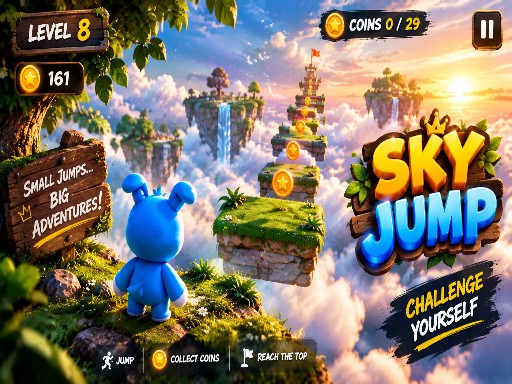 LEVEL 8
COINS 0 / 29
161
SMALL JUMPS...
BIG
ADVENTURES!
SKY
JUMP
CHALLENGE
YOURSELF
JUMP
COLLECT COINS
REACH THE TOP